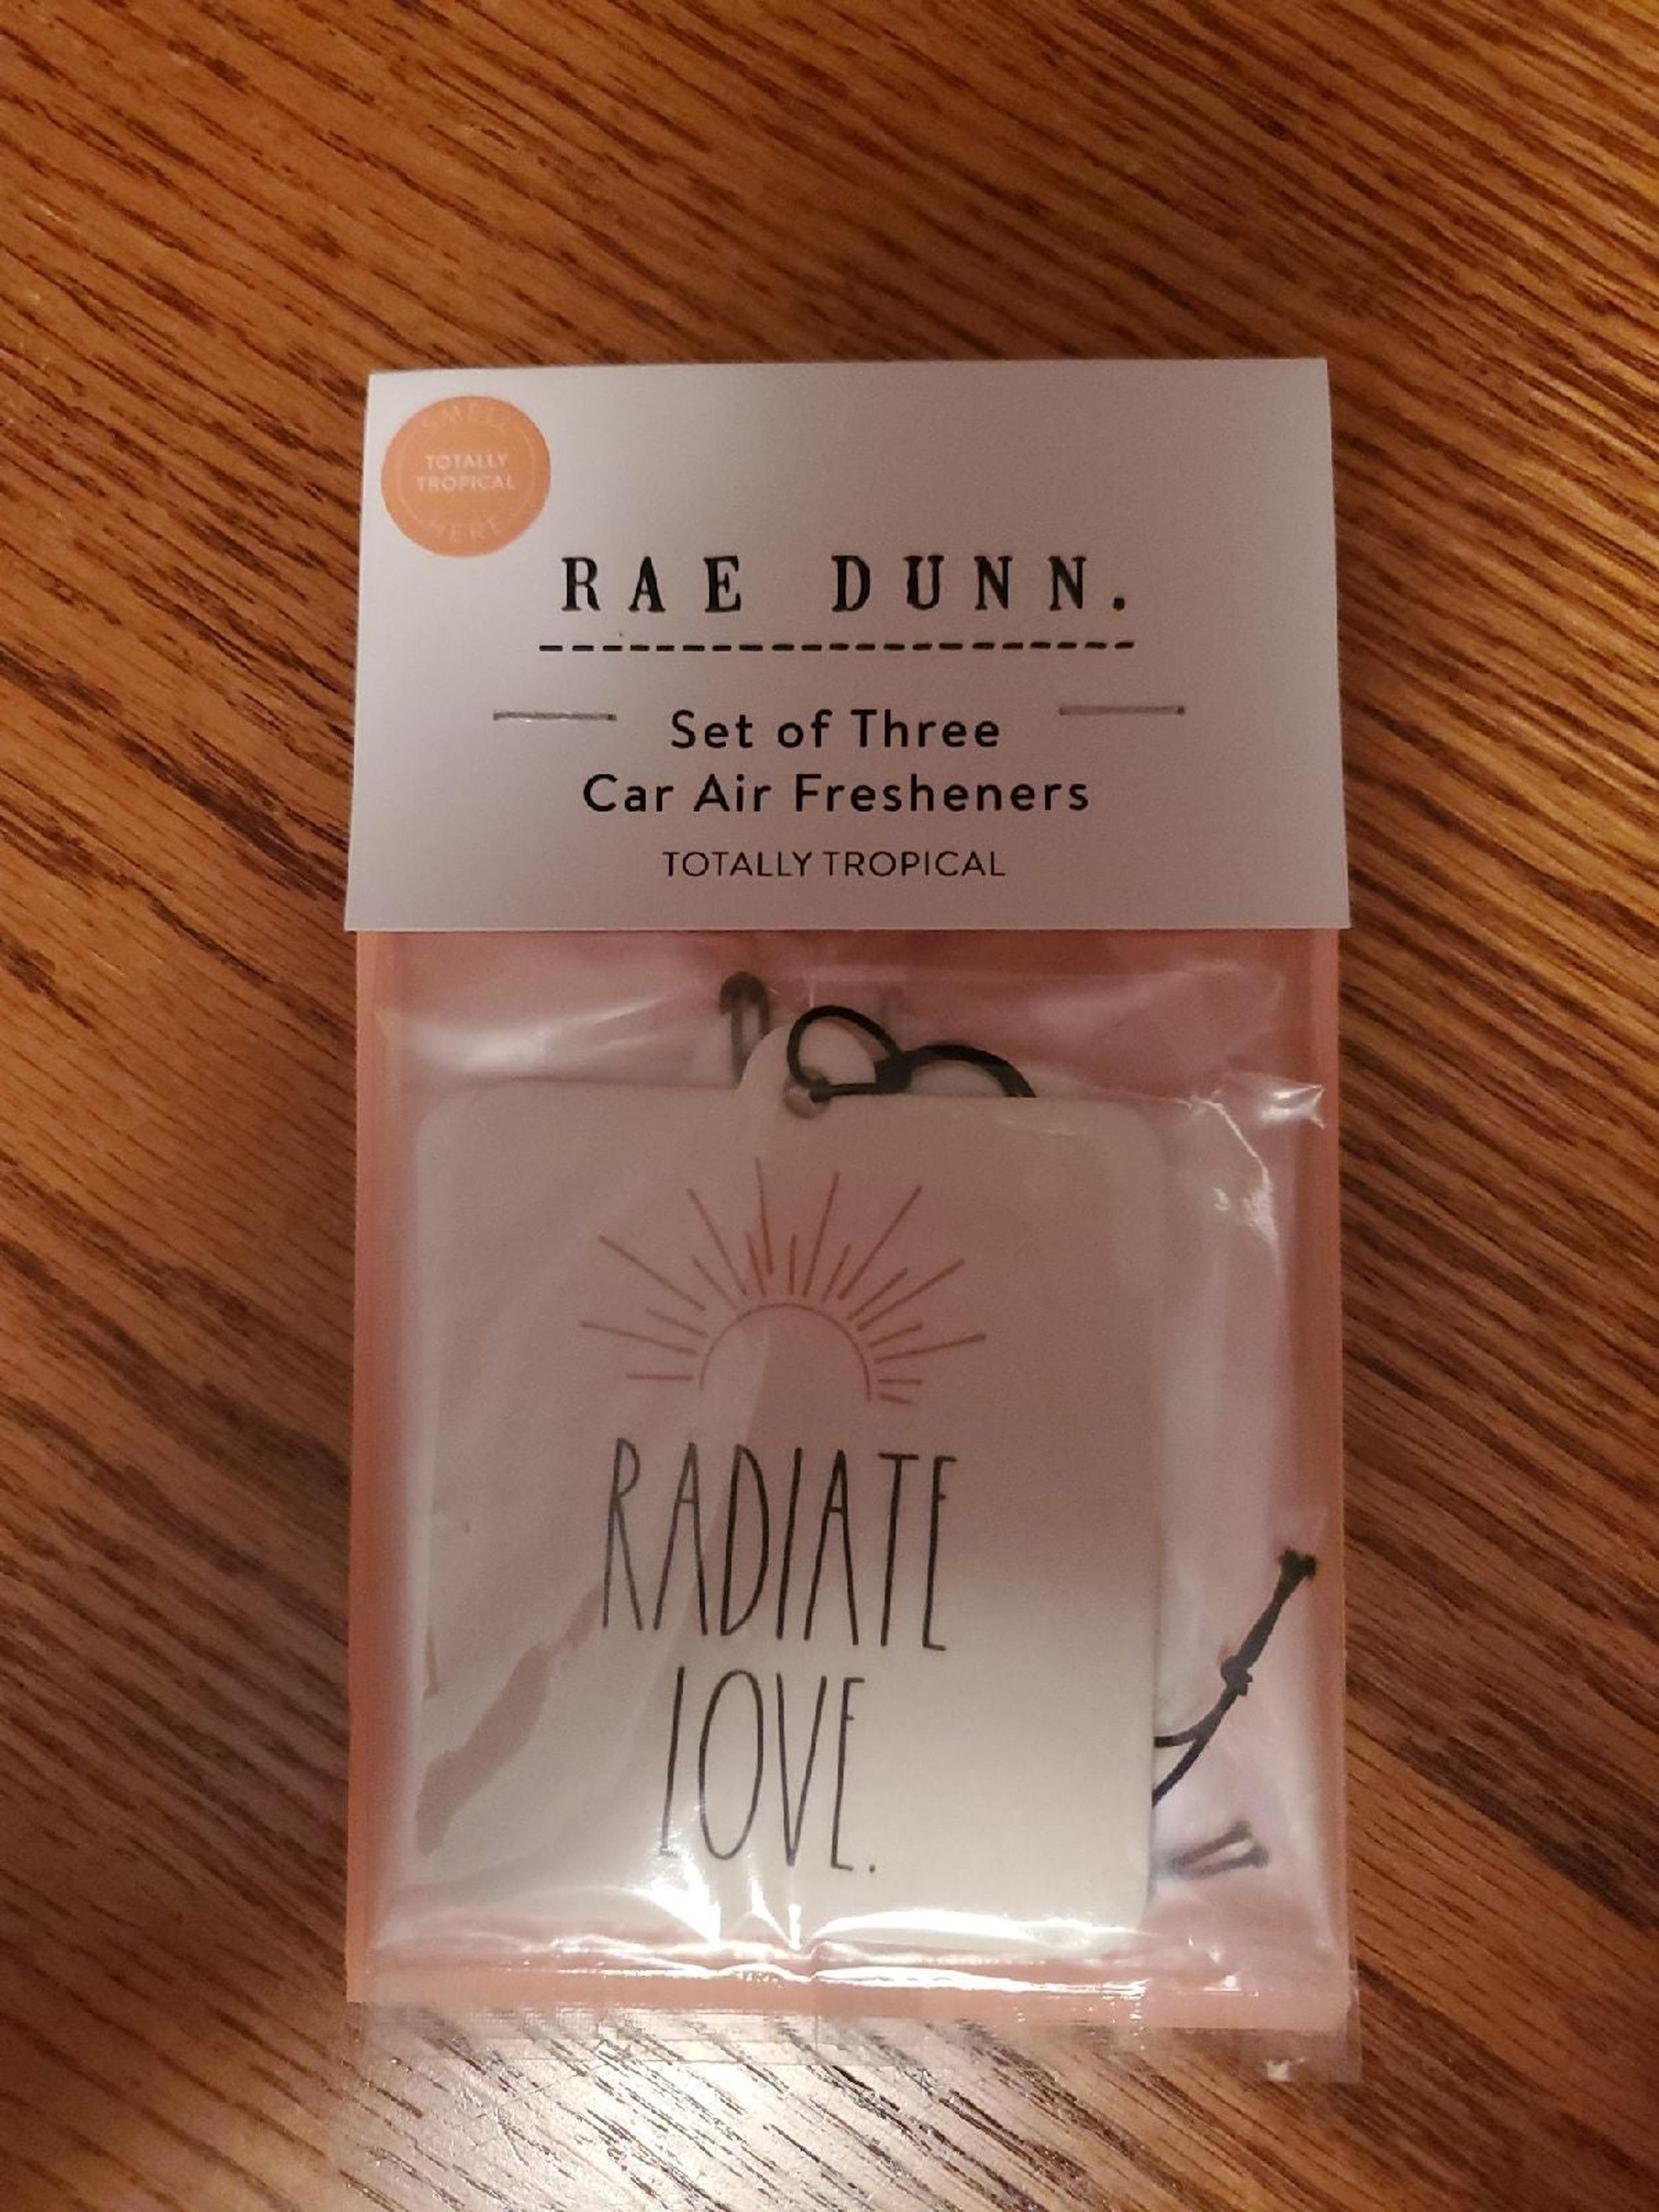 SMELL
TOTALLY
TROPICAL
HERE
RAE DUNN.
Set of Three
Car Air Fresheners
TOTALLY TROPICAL
RADIATE
LOVE.